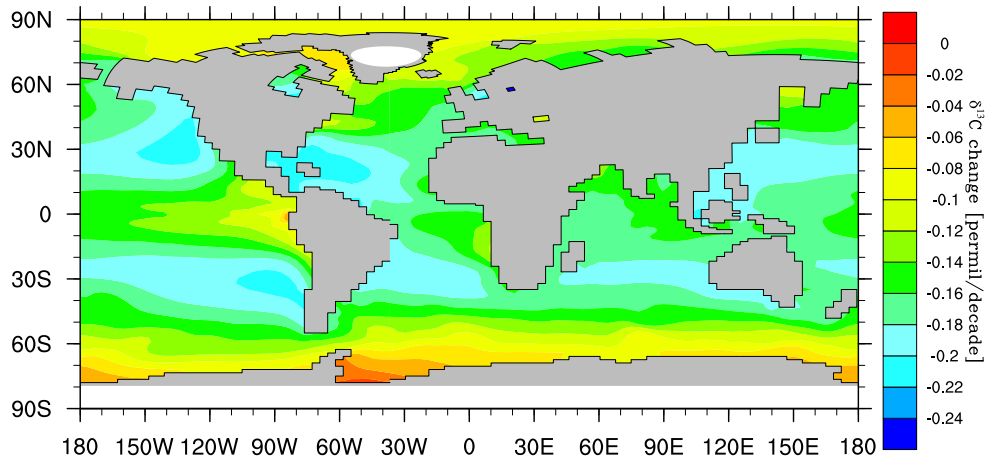 90N
60N
30N
0
30S
60S
90S
180 150W 120W 90W 60W 30W 0 30E 60E 90E 120E 150E 180
0
-0.02
-0.04
-0.06
-0.08
-0.1
-0.12
-0.14
-0.16
-0.18
-0.2
-0.22
-0.24
δ¹³C change [permil/decade]